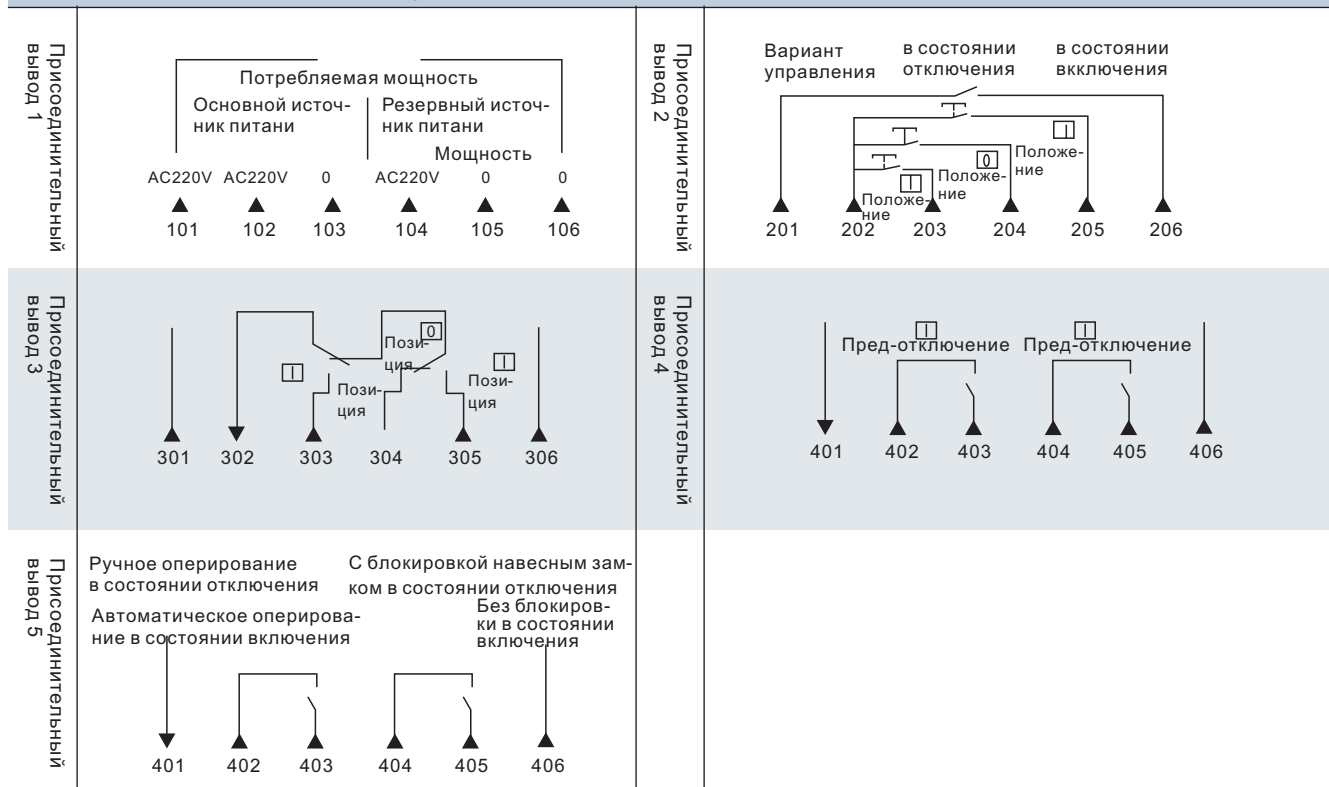 Присоединительный
вывод 1
Потребляемая мощность
Основной источ-
ник питани
Резервный источ-
ник питани
Мощность
AC220V AC220V 0 AC220V 0 0
101 102 103 104 105 106
Присоединительный
вывод 2
Вариант
управления
в состоянии
отключения
в состоянии
вкключения
Положе-
ние
0
Положе-
ние
Положе-
ние
201 202 203 204 205 206
Присоединительный
вывод 3
Пози-
ция
0
Пози-
ция
Пози-
ция
301 302 303 304 305 306
Присоединительный
вывод 4
Пред-отключение Пред-отключение
401 402 403 404 405 406
Присоединительный
вывод 5
Ручное оперирование
в состоянии отключения
Автоматическое оперирова-
ние в состоянии включения
С блокировкой навесным зам-
ком в состоянии отключения
Без блокиров-
ки в состоянии
включения
401 402 403 404 405 406